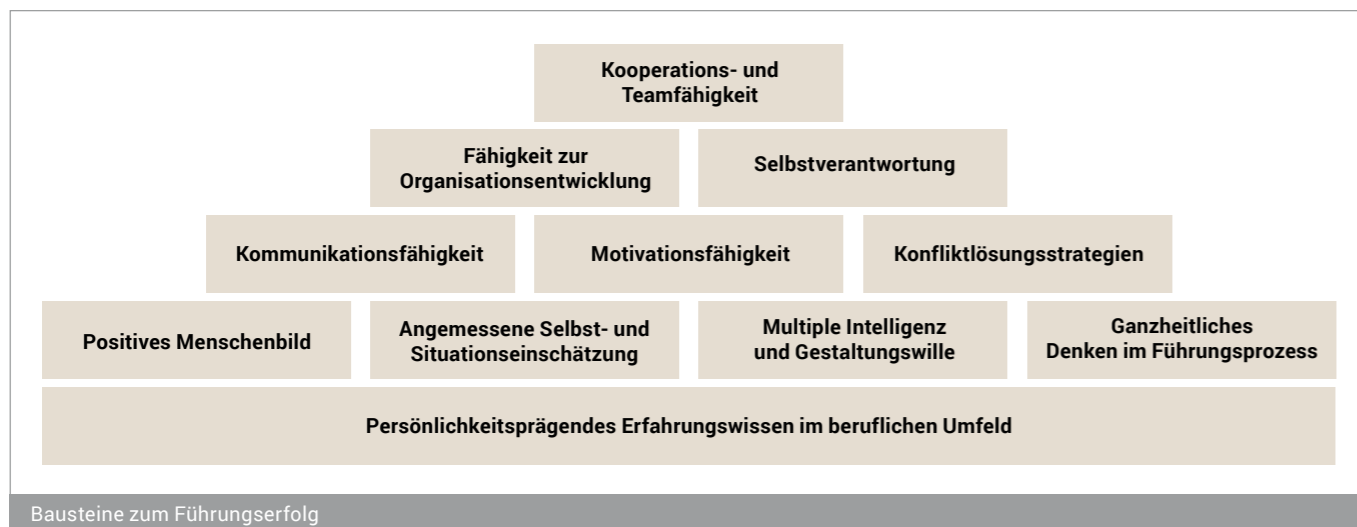 Kooperations- und
Teamfähigkeit
Fähigkeit zur
Organisationsentwicklung
Selbstverantwortung
Kommunikationsfähigkeit
Motivationsfähigkeit
Konfliktlösungsstrategien
Positives Menschenbild
Angemessene Selbst- und
Situationseinschätzung
Multiple Intelligenz
und Gestaltungswille
Ganzheitliches
Denken im Führungsprozess
Persönlichkeitsprägendes Erfahrungswissen im beruflichen Umfeld
Bausteine zum Führungserfolg